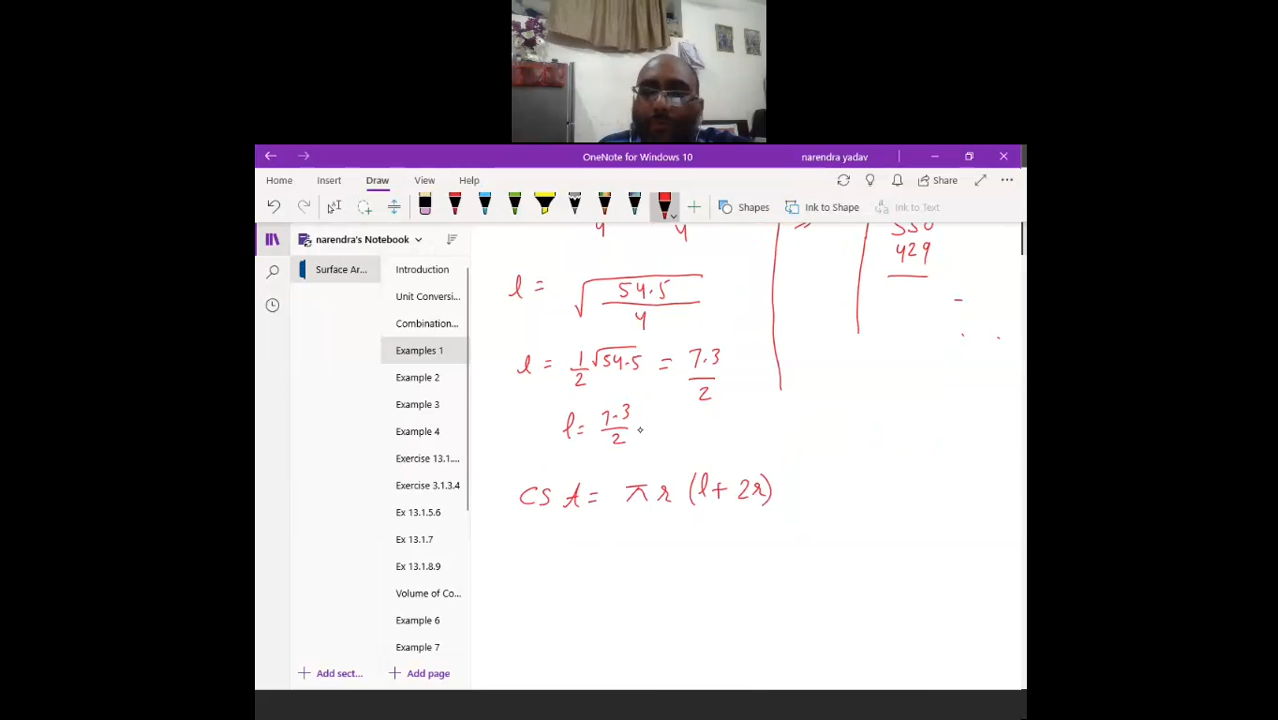 OneNote for Windows 10
narendra yadav
Home Insert Draw View Help
Share
Shapes Ink to Shape Ink to Text
narendra's Notebook
Surface Ar...
Introduction
Unit Conversi...
Combination...
Examples 1
Example 2
Example 3
Example 4
Exercise 13.1....
Exercise 3.1.3.4
Ex 13.1.5.6
Ex 13.1.7
Ex 13.1.8.9
Volume of Co...
Example 6
Example 7
Add sect...
Add page
4 4
429
l = √(54.5/4)
l = 1/2 √54.5 = 7.3/2
l = 7.3/2
CSA = πr (l + 2r)